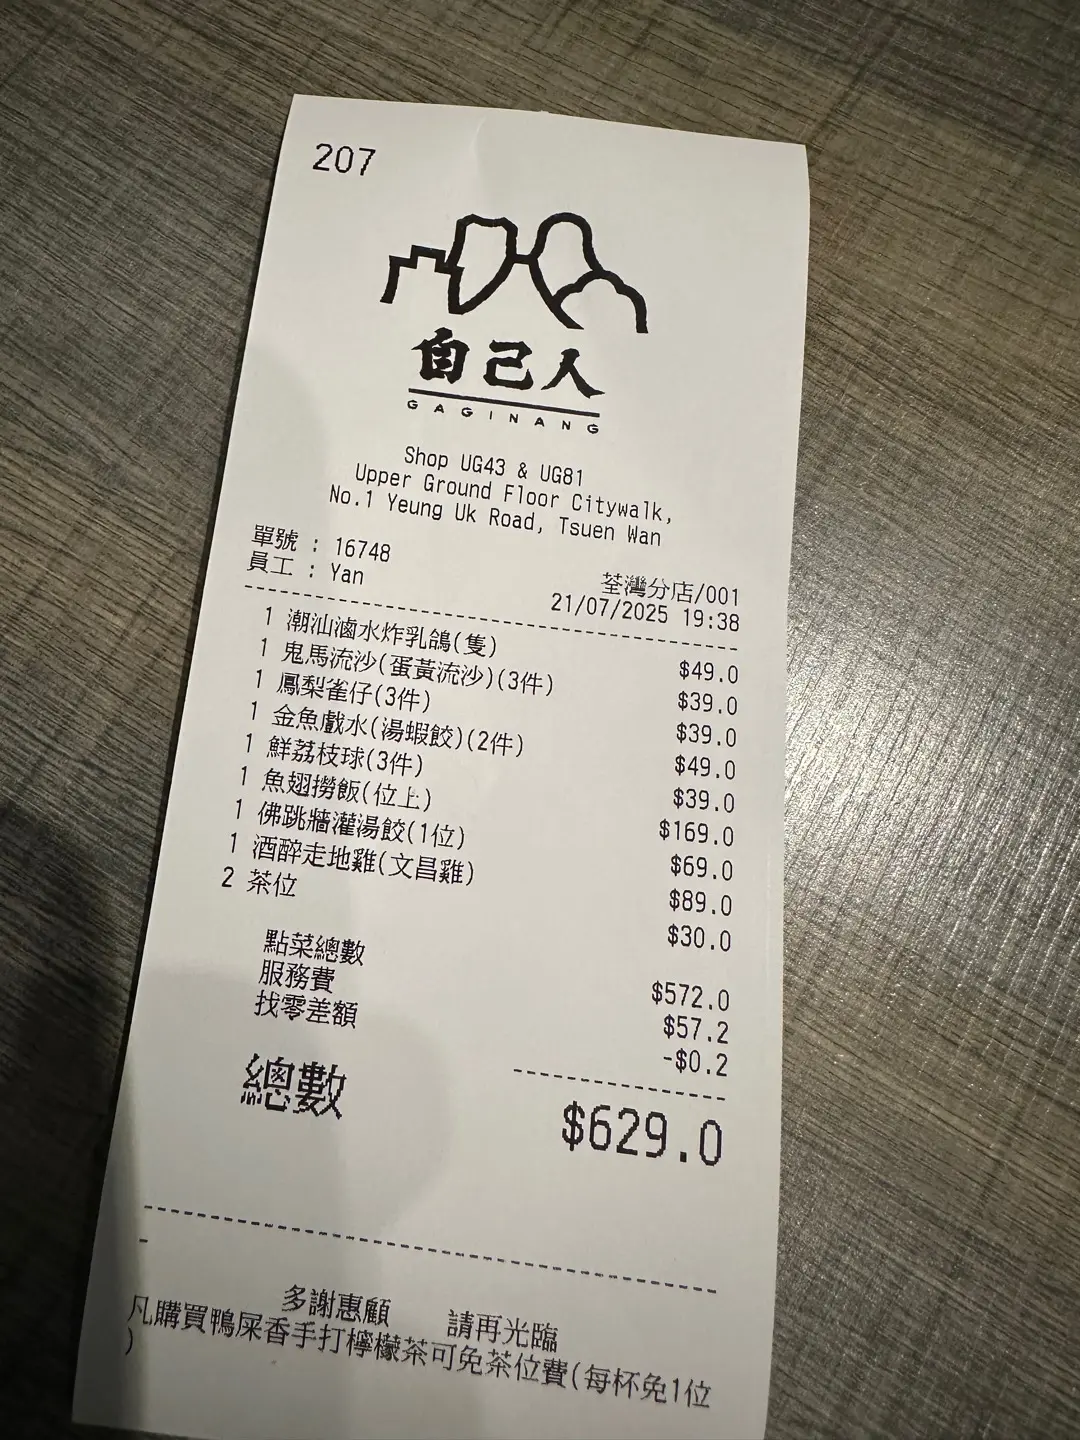 207
自己人
GAGINANG
Shop UG43 & UG81
Upper Ground Floor Citywalk,
No.1 Yeung Uk Road, Tsuen Wan
單號 : 16748 荃灣分店/001
員工 : Yan 21/07/2025 19:38
1 潮汕滷水炸乳鴿(隻) $49.0
1 鬼馬流沙(蛋黃流沙)(3件) $39.0
1 鳳梨雀仔(3件) $39.0
1 金魚戲水(湯蝦餃)(2件) $49.0
1 鮮荔枝球(3件) $39.0
1 魚翅撈飯(位上) $169.0
1 佛跳牆灌湯餃(1位) $69.0
1 酒醉走地雞(文昌雞) $89.0
2 茶位 $30.0
點菜總數 $572.0
服務費 $57.2
找零差額 -$0.2
總數 $629.0
多謝惠顧 請再光臨
凡購買鴨屎香手打檸檬茶可免茶位費(每杯免1位
)